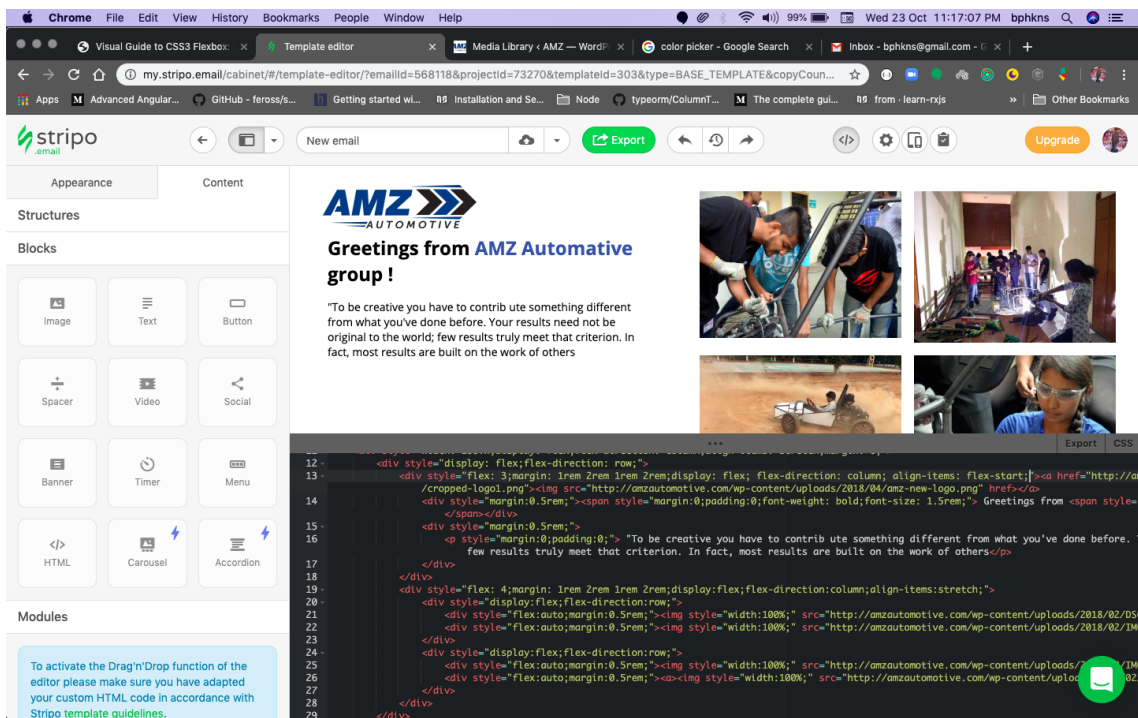 Chrome File Edit View History Bookmarks People Window Help 99% Wed 23 Oct 11:17:07 PM bphkns
Visual Guide to CSS3 Flexbox: Template editor Media Library < AMZ — WordP color picker - Google Search Inbox - bphkns@gmail.com - G
my.stripo.email/cabinet/#/template-editor/?emailId=568118&projectId=73270&templateId=303&type=BASE_TEMPLATE&copyCoun...
Apps Advanced Angular... GitHub - feross/s... Getting started wi... Installation and Se... Node typeorm/ColumnT... The complete gui... from · learn-rxjs » Other Bookmarks
stripo
.email
New email
Export
Upgrade
Appearance Content
Structures
Blocks
Image Text Button
Spacer Video Social
Banner Timer Menu
HTML Carousel Accordion
Modules
To activate the Drag'n'Drop function of the
editor please make sure you have adapted
your custom HTML code in accordance with
Stripo template guidelines.
AMZ
AUTOMOTIVE
Greetings from AMZ Automative
group !
"To be creative you have to contrib ute something different
from what you've done before. Your results need not be
original to the world; few results truly meet that criterion. In
fact, most results are built on the work of others
Export CSS
12 <div style="display: flex;flex-direction: row;">
13 <div style="flex: 3;margin: 1rem 2rem 1rem 2rem;display: flex; flex-direction: column; align-items: flex-start;"><a href="http://am
/cropped-logo1.png"><img src="http://amzautomotive.com/wp-content/uploads/2018/04/amz-new-logo.png" href></a>
14 <div style="margin:0.5rem;"><span style="margin:0;padding:0;font-weight: bold;font-size: 1.5rem;"> Greetings from <span style=
</span></div>
15 <div style="margin:0.5rem;">
16 <p style="margin:0;padding:0;"> "To be creative you have to contrib ute something different from what you've done before.
few results truly meet that criterion. In fact, most results are built on the work of others</p>
17 </div>
18 </div>
19 <div style="flex: 4;margin: 1rem 2rem 1rem 2rem;display:flex;flex-direction:column;align-items:stretch;">
20 <div style="display:flex;flex-direction:row;">
21 <div style="flex:auto;margin:0.5rem;"><img style="width:100%;" src="http://amzautomotive.com/wp-content/uploads/2018/02/DS
22 <div style="flex:auto;margin:0.5rem;"><img style="width:100%;" src="http://amzautomotive.com/wp-content/uploads/2018/02/IM
23 </div>
24 <div style="display:flex;flex-direction:row;">
25 <div style="flex:auto;margin:0.5rem;"><img style="width:100%;" src="http://amzautomotive.com/wp-content/uploads/
26 <div style="flex:auto;margin:0.5rem;"><a><img style="width:100%;" src="http://amzautomotive.com/wp-content/
27 </div>
28 </div>
29 </div>